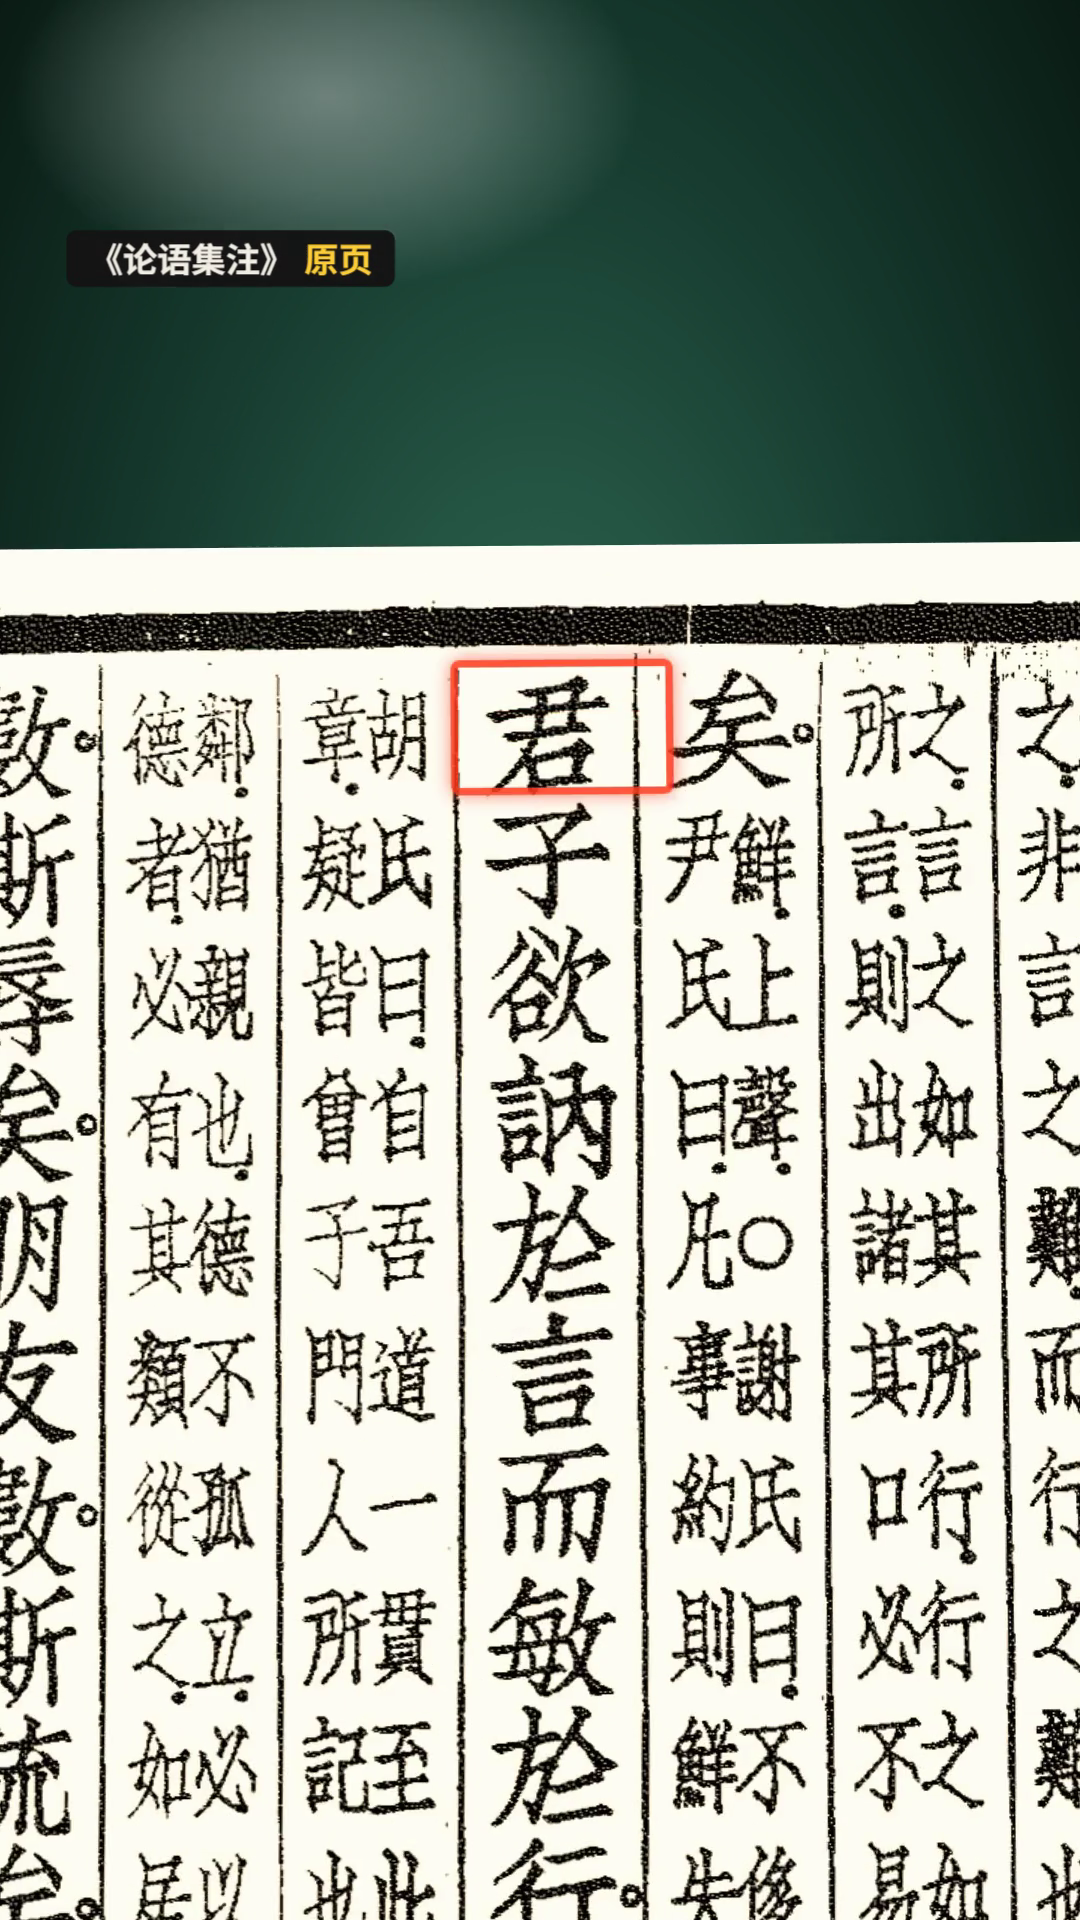 《论语集注》 原页
之。非言之難。而行之難也
之。言之如其所行。行之如
所言。則出諸其口必不易
矣。
鮮。上聲。○謝氏曰。不侈
尹氏曰。凡事約則鮮失
君子欲訥於言而敏於行。
胡氏曰。自吾道一貫至此
章。疑皆曾子門人所記也
鄰。猶親也。德不孤立。必以
德者。必有其類從之。如居
數。斯辱矣。朋友數。斯疏矣。